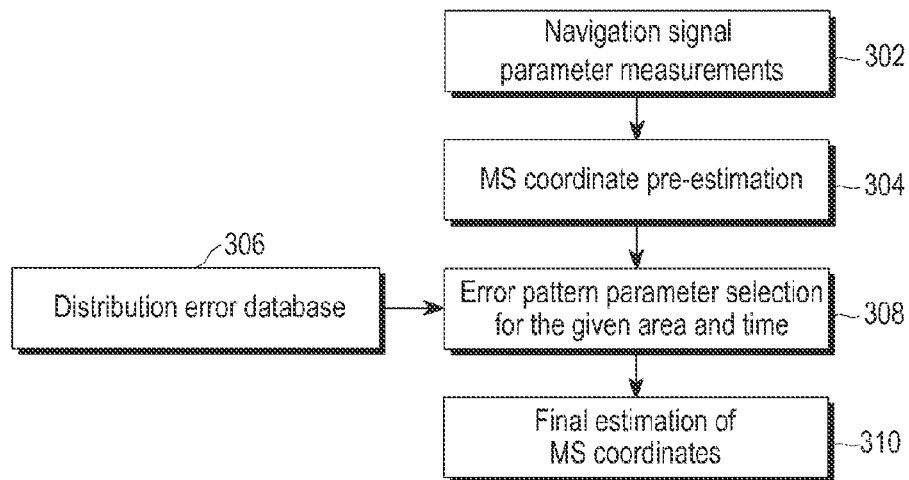 Navigation signal
parameter measurements
302
MS coordinate pre-estimation
304
306
Distribution error database
Error pattern parameter selection
for the given area and time
308
Final estimation of
MS coordinates
310